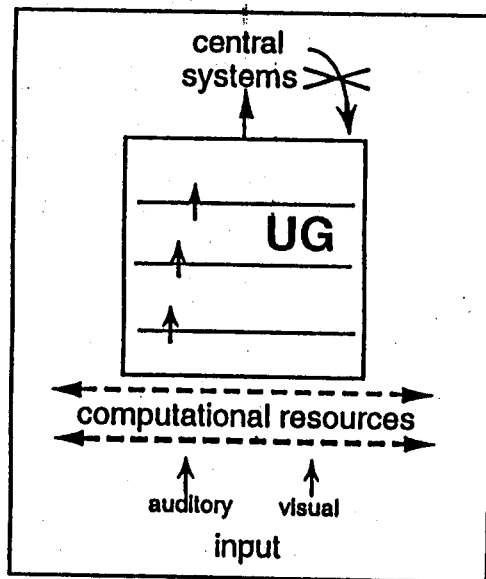 central
systems
UG
computational resources
auditory visual
input